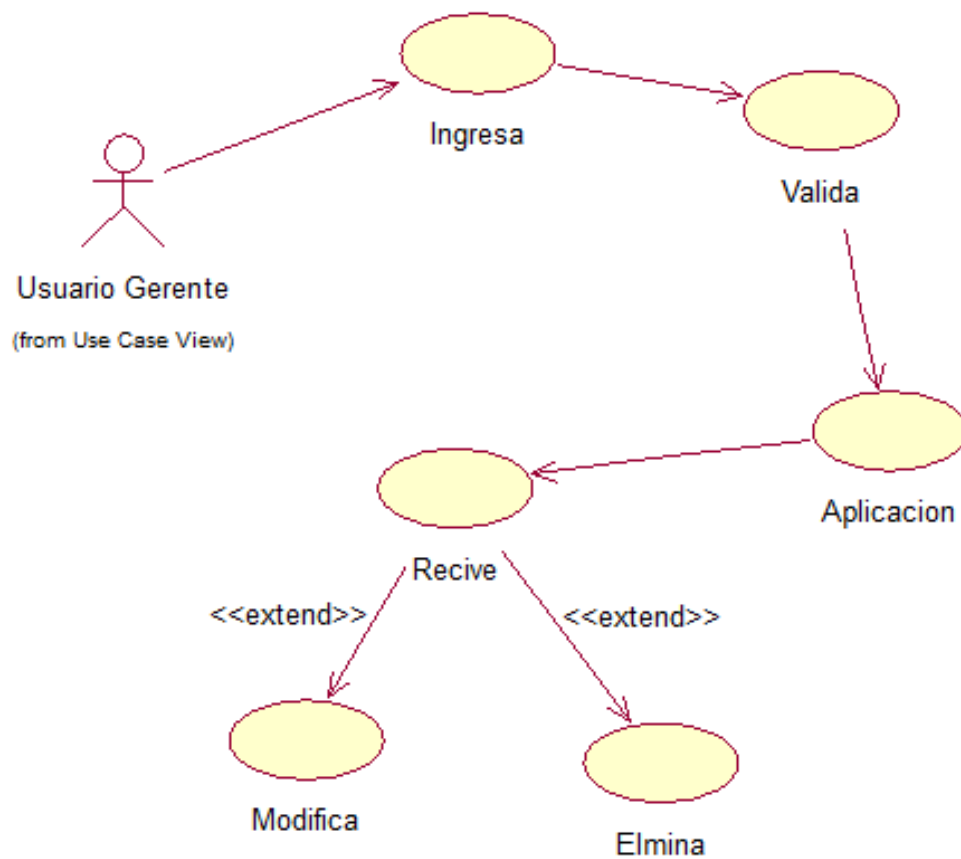 Ingresa
Valida
Usuario Gerente
(from Use Case View)
Aplicacion
Recive
<<extend>>
<<extend>>
Modifica
Elmina